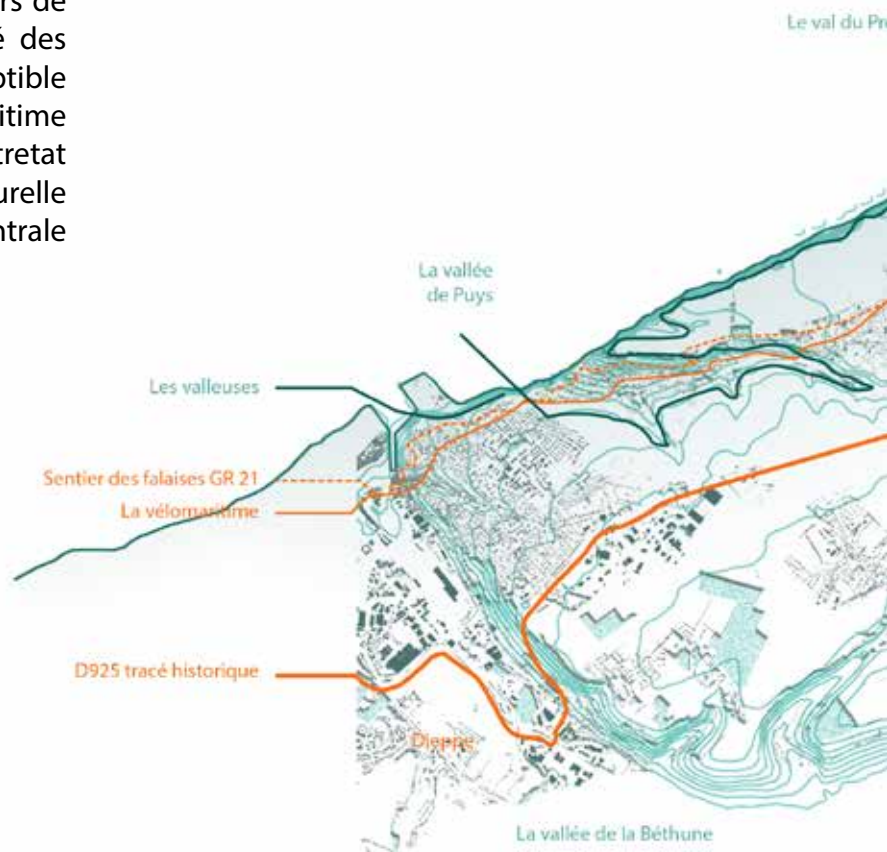 rs de
é des
ptible
itime
tretat
urelle
ntrale
Le val du Pr
La vallée
de Puys
Les valleuses
Sentier des falaises GR 21
La vélomaritime
D925 tracé historique
Dieppe
La vallée de la Béthune